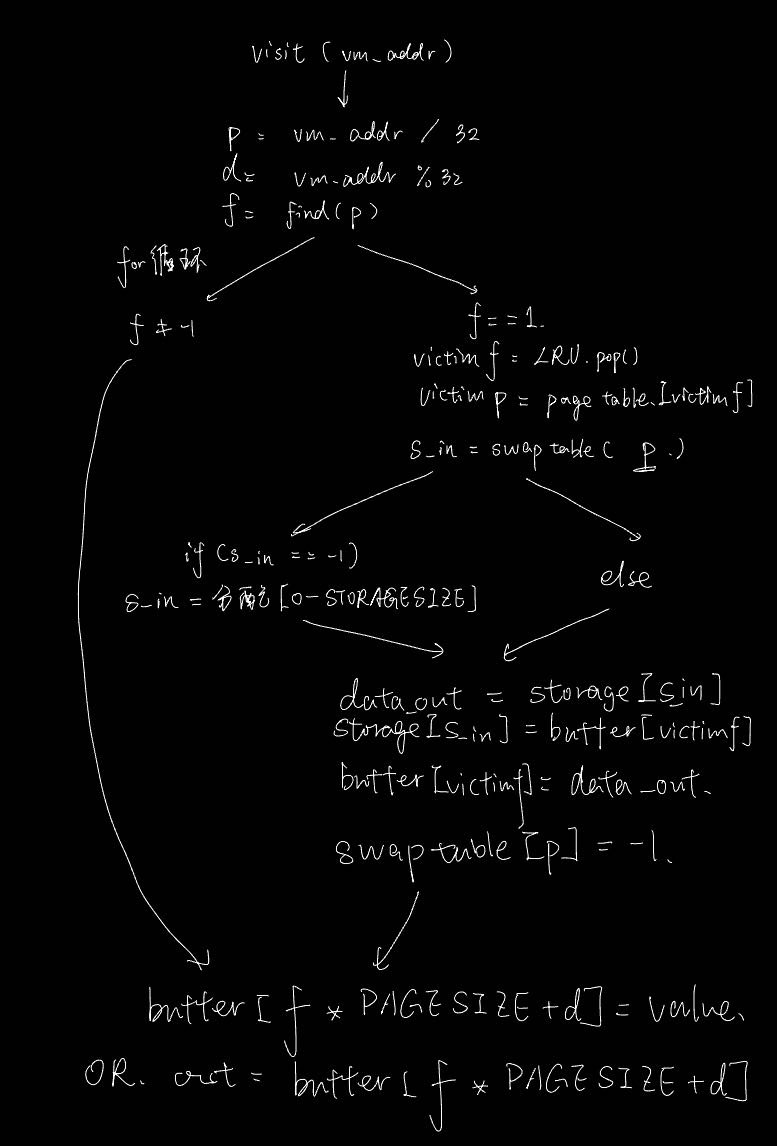 visit (vm_addr)
p = vm_addr / 32
d = vm_addr % 32
f = find(p)
for 循环
f ≠ -1
f == 1.
victim f = LRU.pop()
victim p = page table.[victim f]
s_in = swap table ( p .)
if (s_in == -1)
s_in = 分配 [0-STORAGESIZE]
else
data_out = storage[s_in]
storage[s_in] = buffer[victimf]
buffer[victimf] = data_out.
swap table [p] = -1.
buffer[f * PAGESIZE + d] = value.
OR. out = buffer[f * PAGESIZE + d]